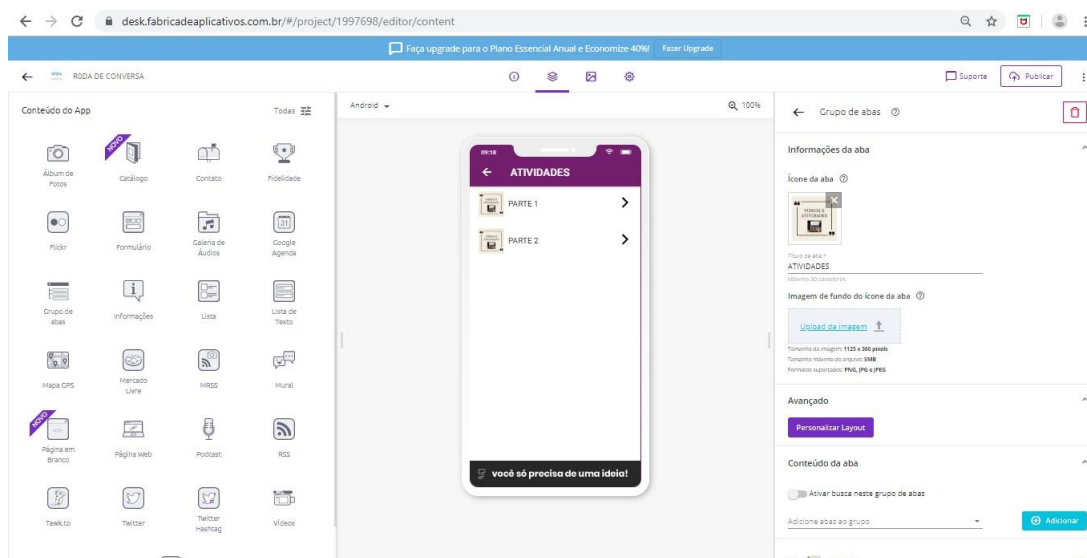 desk.fabricadeaplicativos.com.br/#/project/1997698/editor/content
Faça upgrade para o Plano Essencial Anual e Economize 40%! Fazer Upgrade
RODA DE CONVERSA
Suporte
Publicar
Conteúdo do App
Todas
Álbum de
Fotos
NOVO
Catálogo
Contato
Fidelidade
Flickr
Formulário
Galeria de
Áudios
Google
Agenda
Grupo de
abas
Informações
Lista
Lista de
Texto
Mapa GPS
Mercado
Livre
MRSS
Mural
NOVO
Página em
Branco
Página Web
Podcast
RSS
Tawk.to
Twitter
Twitter
Hashtag
Vídeos
Android
100%
09:18
ATIVIDADES
PARTE 1
PARTE 2
você só precisa de uma ideia!
Grupo de abas
Informações da aba
Ícone da aba
Título da aba *
ATIVIDADES
Máximo 30 caracteres
Imagem de fundo do ícone da aba
Upload da imagem
Tamanho da imagem: 1125 x 360 pixels
Tamanho máximo do arquivo: 5MB
Formatos suportados: PNG, JPG e JPEG
Avançado
Personalizar Layout
Conteúdo da aba
Ativar busca neste grupo de abas
Adicione abas ao grupo
Adicionar